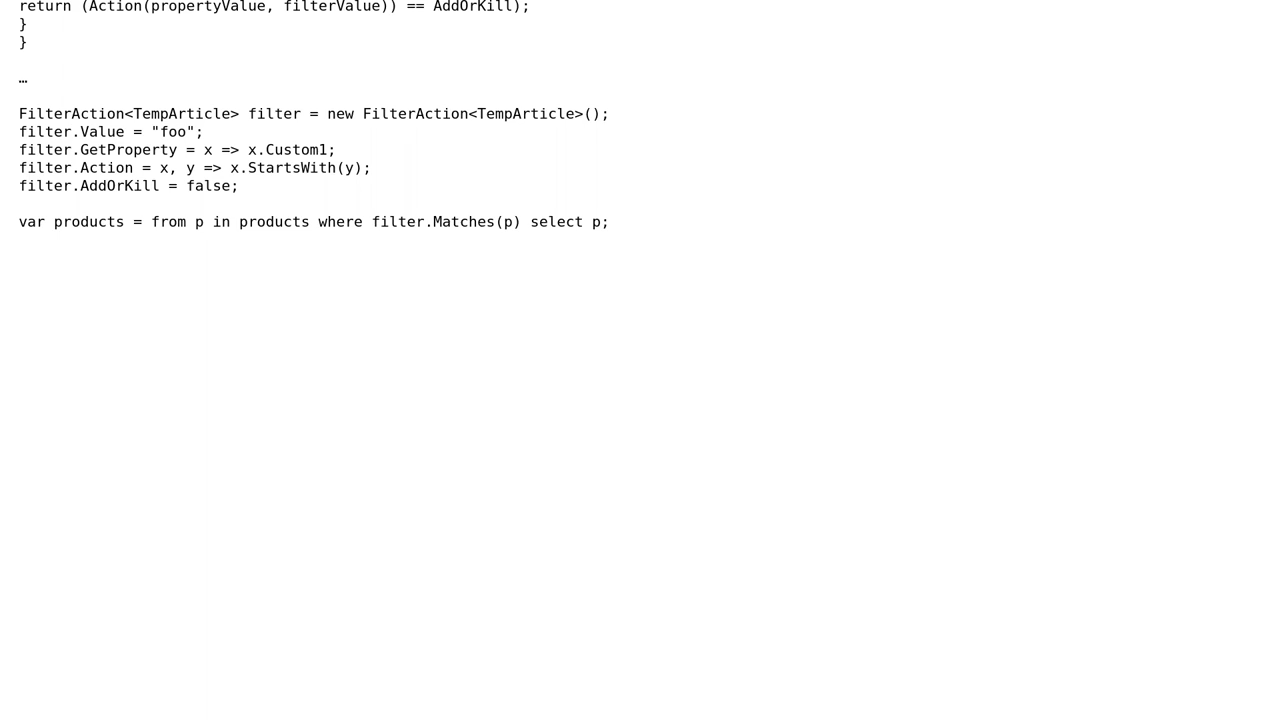 return (Action(propertyValue, filterValue)) == AddOrKill);
}
}
…
FilterAction<TempArticle> filter = new FilterAction<TempArticle>();
filter.Value = "foo";
filter.GetProperty = x => x.Custom1;
filter.Action = x, y => x.StartsWith(y);
filter.AddOrKill = false;
var products = from p in products where filter.Matches(p) select p;